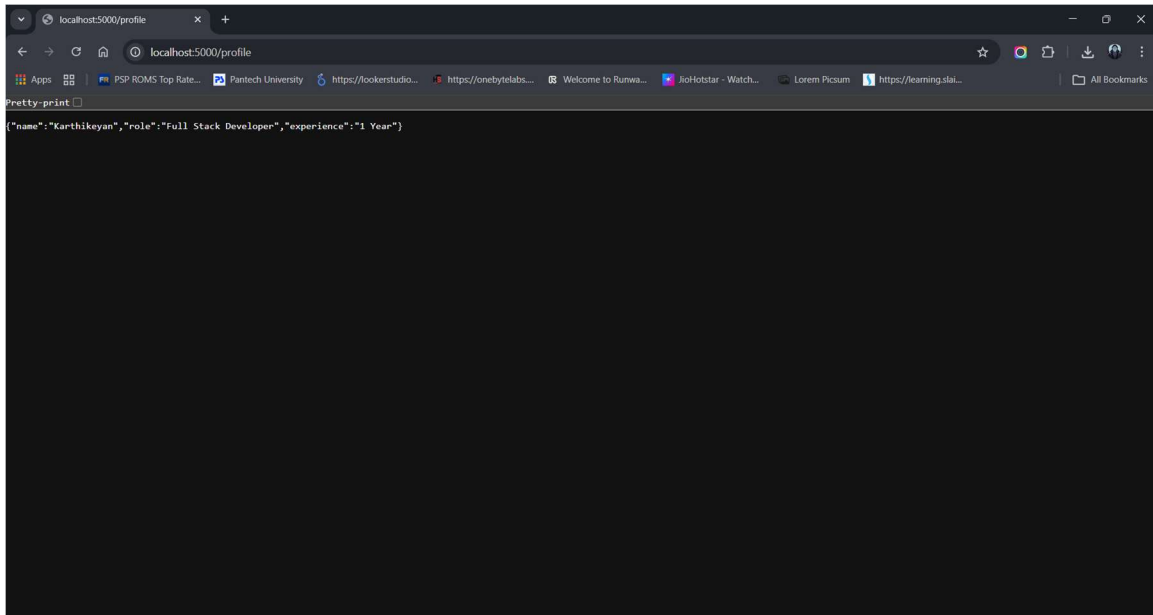 localhost:5000/profile
localhost:5000/profile
Apps PSP ROMS Top Rate... Pantech University https://lookerstudio... https://onebytelabs.... Welcome to Runwa... JioHotstar - Watch... Lorem Picsum https://learning.slai... All Bookmarks
Pretty-print
{"name":"Karthikeyan","role":"Full Stack Developer","experience":"1 Year"}